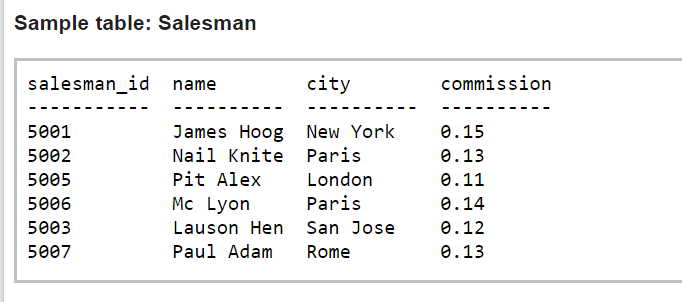 Sample table: Salesman
salesman_id  name        city        commission
-----------  ----------  ----------  ----------
5001         James Hoog  New York    0.15
5002         Nail Knite  Paris       0.13
5005         Pit Alex    London      0.11
5006         Mc Lyon     Paris       0.14
5003         Lauson Hen  San Jose    0.12
5007         Paul Adam   Rome        0.13